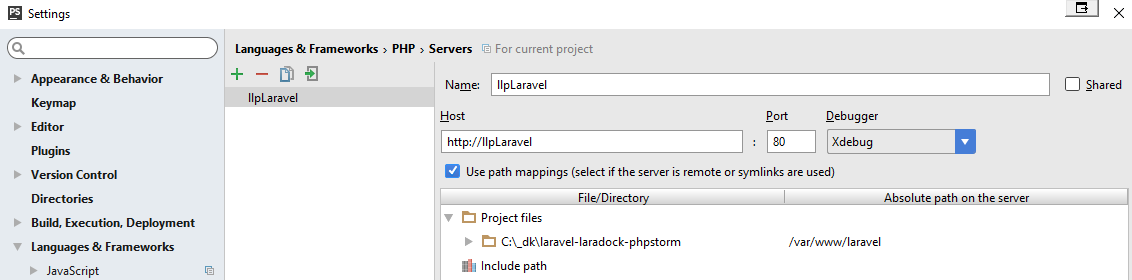 PS Settings
Languages & Frameworks › PHP › Servers For current project
Appearance & Behavior
Keymap
Editor
Plugins
Version Control
Directories
Build, Execution, Deployment
Languages & Frameworks
JavaScript
llpLaravel
Name: llpLaravel Shared
Host Port Debugger
http://llpLaravel : 80 Xdebug
Use path mappings (select if the server is remote or symlinks are used)
File/Directory Absolute path on the server
Project files
C:\_dk\laravel-laradock-phpstorm /var/www/laravel
Include path